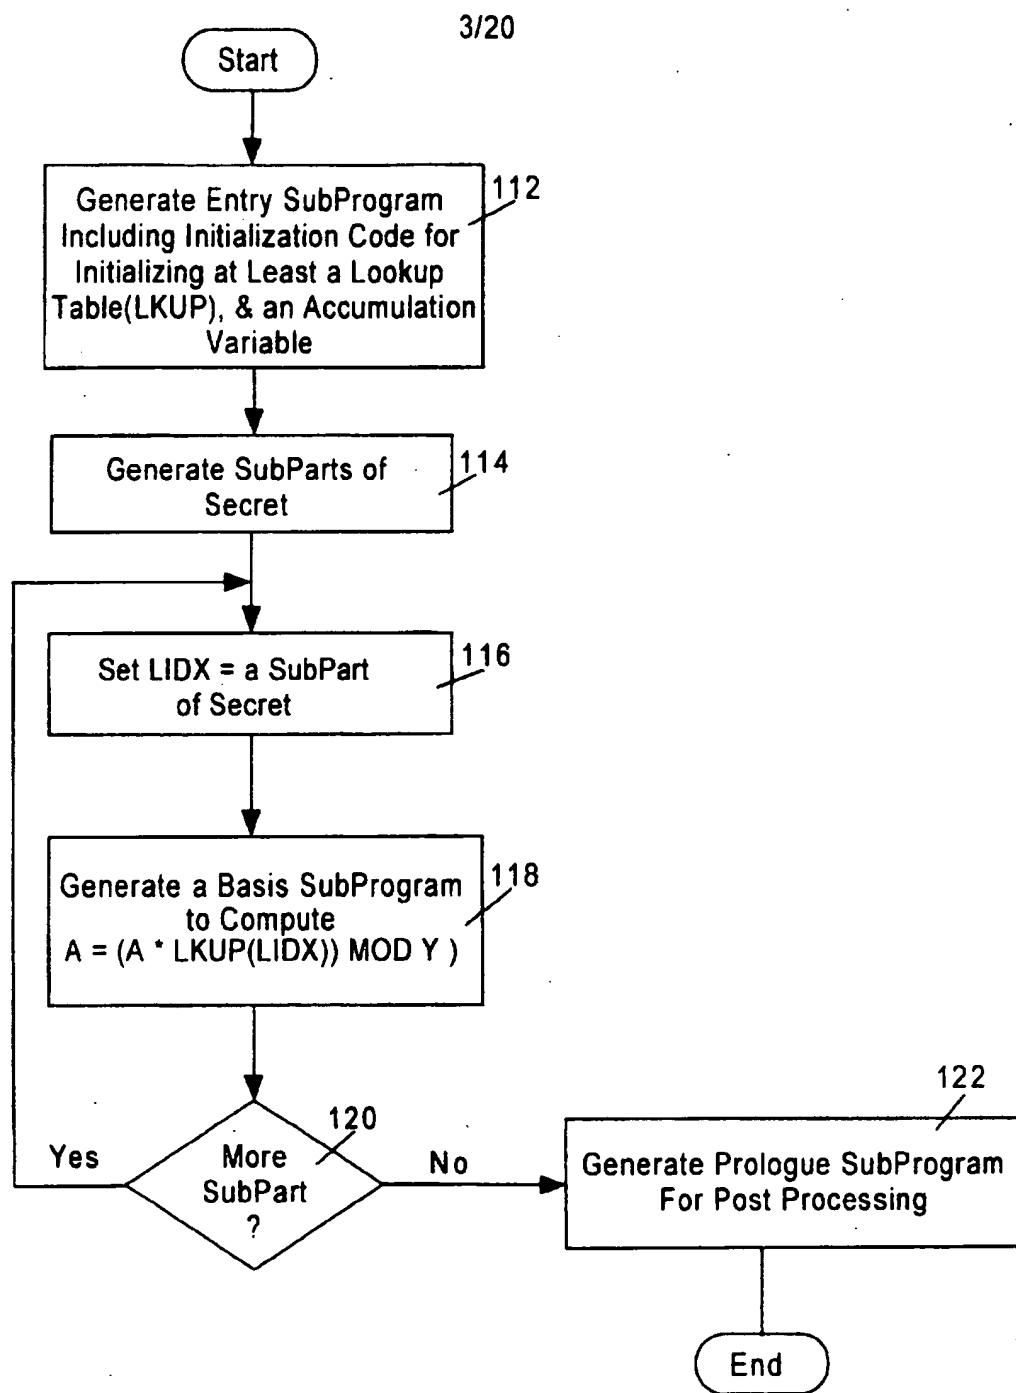 3/20
Start
Generate Entry SubProgram
Including Initialization Code for
Initializing at Least a Lookup
Table(LKUP), & an Accumulation
Variable
112
Generate SubParts of
Secret
114
Set LIDX = a SubPart
of Secret
116
Generate a Basis SubProgram
to Compute
A = (A * LKUP(LIDX)) MOD Y )
118
More
SubPart
?
120
Yes
No
122
Generate Prologue SubProgram
For Post Processing
End